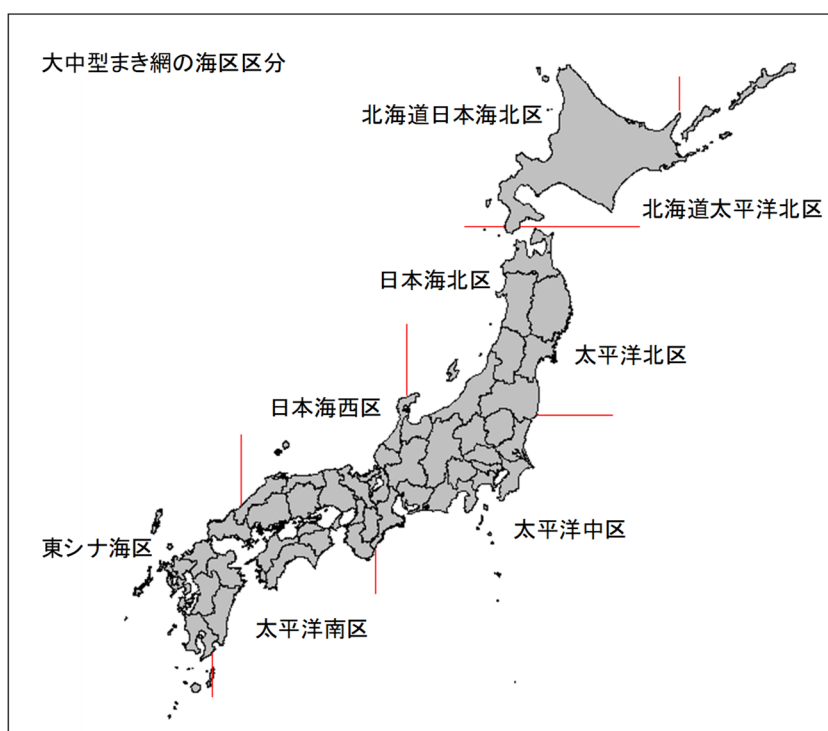 大中型まき網の海区区分
北海道日本海北区
北海道太平洋北区
日本海北区
太平洋北区
日本海西区
太平洋中区
東シナ海区
太平洋南区